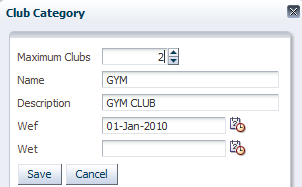 Club Category
Maximum Clubs 2
Name GYM
Description GYM CLUB
Wef 01-Jan-2010
Wet
Save Cancel